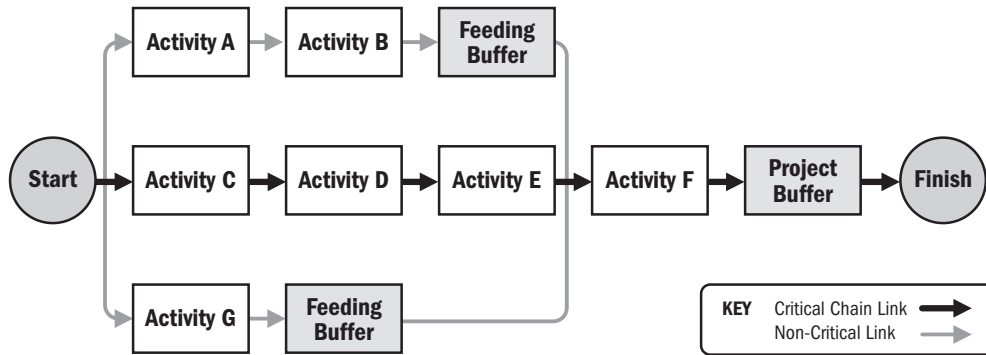 Activity A
Activity B
Feeding
Buffer
Start
Activity C
Activity D
Activity E
Activity F
Project
Buffer
Finish
Activity G
Feeding
Buffer
KEY Critical Chain Link
Non-Critical Link